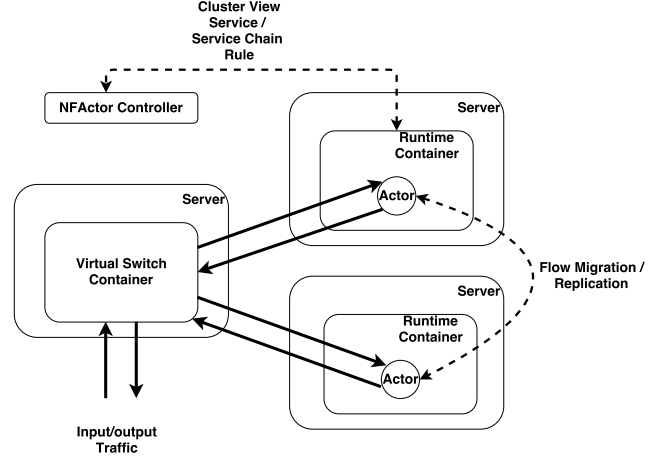 Cluster View
Service /
Service Chain
Rule
NFActor Controller
Server
Runtime
Container
Actor
Server
Virtual Switch
Container
Flow Migration /
Replication
Server
Runtime
Container
Actor
Input/output
Traffic